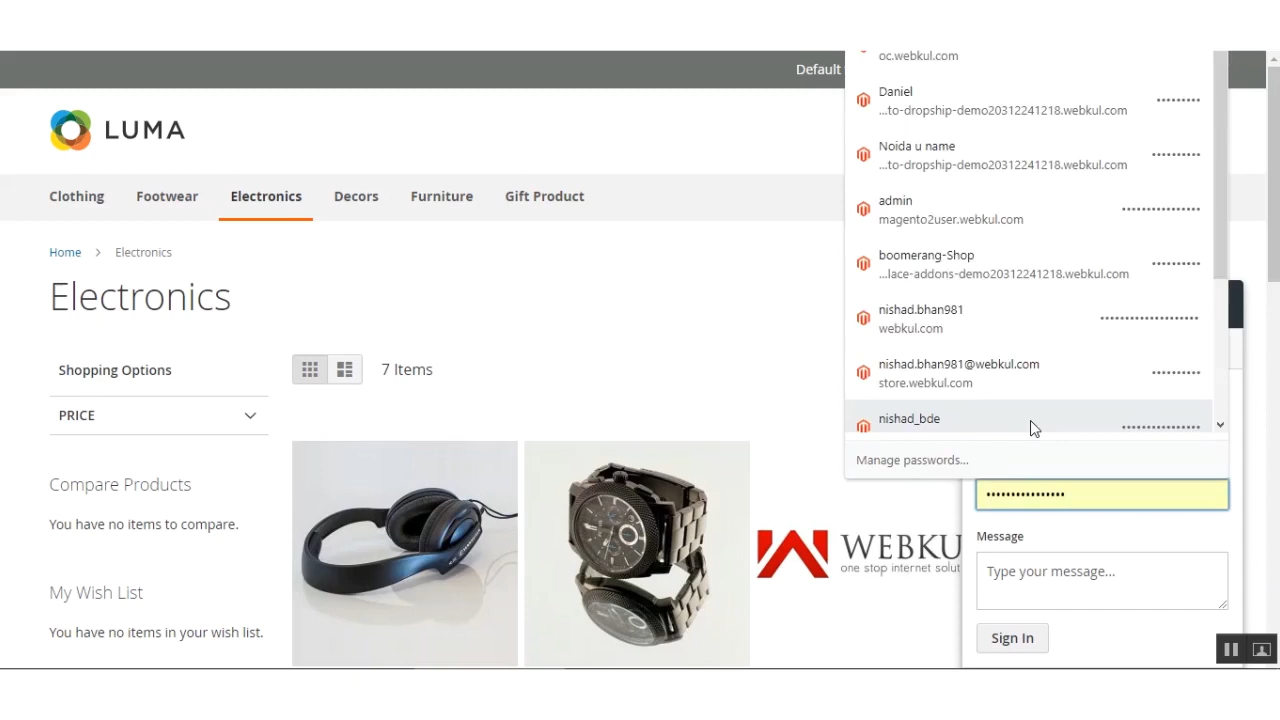 Default
LUMA
Clothing
Footwear
Electronics
Decors
Furniture
Gift Product
Home
Electronics
Electronics
Shopping Options
PRICE
7 Items
Compare Products
You have no items to compare.
My Wish List
You have no items in your wish list.
oc.webkul.com
Daniel •••••••••
...to-dropship-demo20312241218.webkul.com
Noida u name ••••••••••
...to-dropship-demo20312241218.webkul.com
admin ••••••••••••••••
magento2user.webkul.com
boomerang-Shop ••••••••••
...lace-addons-demo20312241218.webkul.com
nishad.bhan981 ••••••••••••••••••••
webkul.com
nishad.bhan981@webkul.com ••••••••••
store.webkul.com
nishad_bde ••••••••••••••••
Manage passwords...
••••••••••••••••
Message
Type your message...
Sign In
WEBKU
one stop internet solut